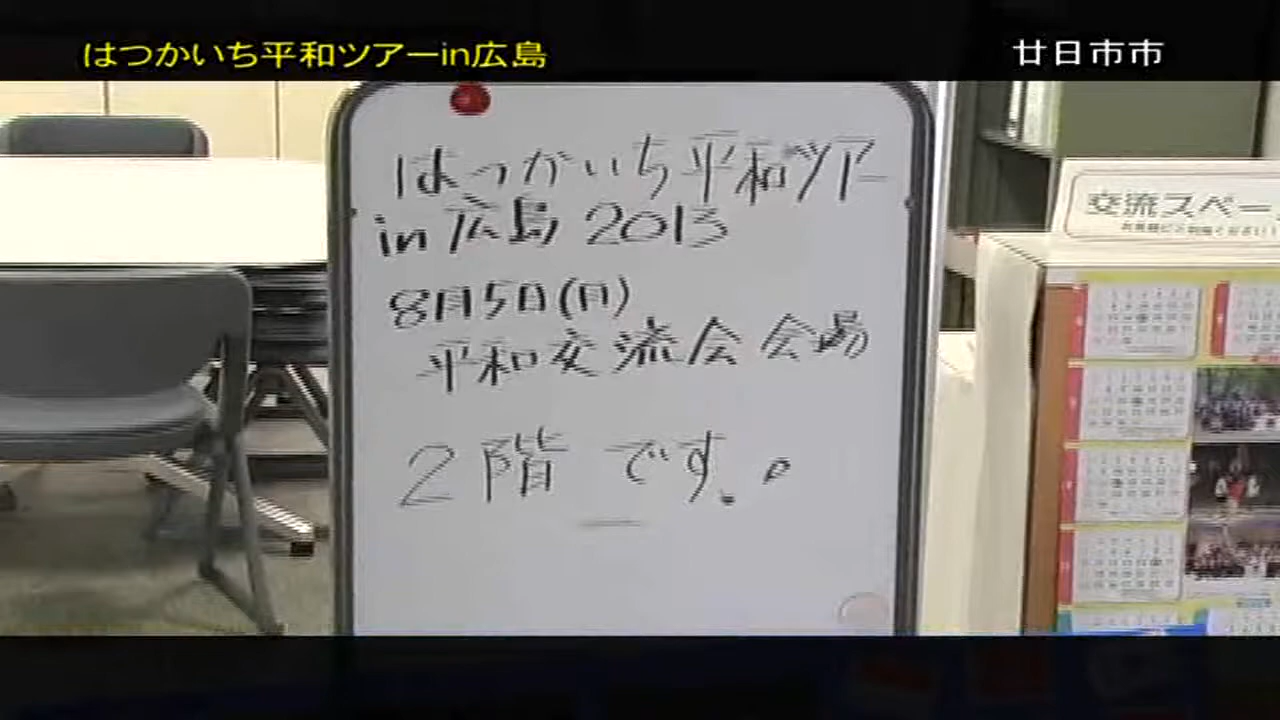 はつかいち平和ツアーin広島
廿日市市
はつかいち平和ツアー
in広島 2013
8月5日(月)
平和交流会会場
2階です。
交流スペー